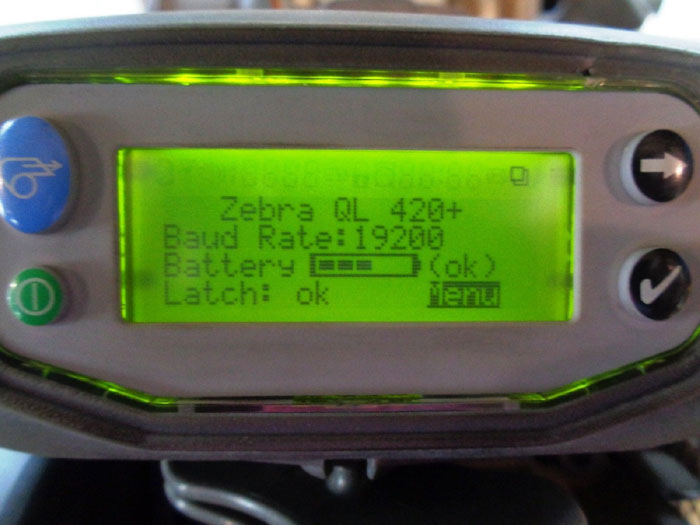 Zebra QL 420+
Baud Rate:19200
Battery (ok)
Latch: ok Menu